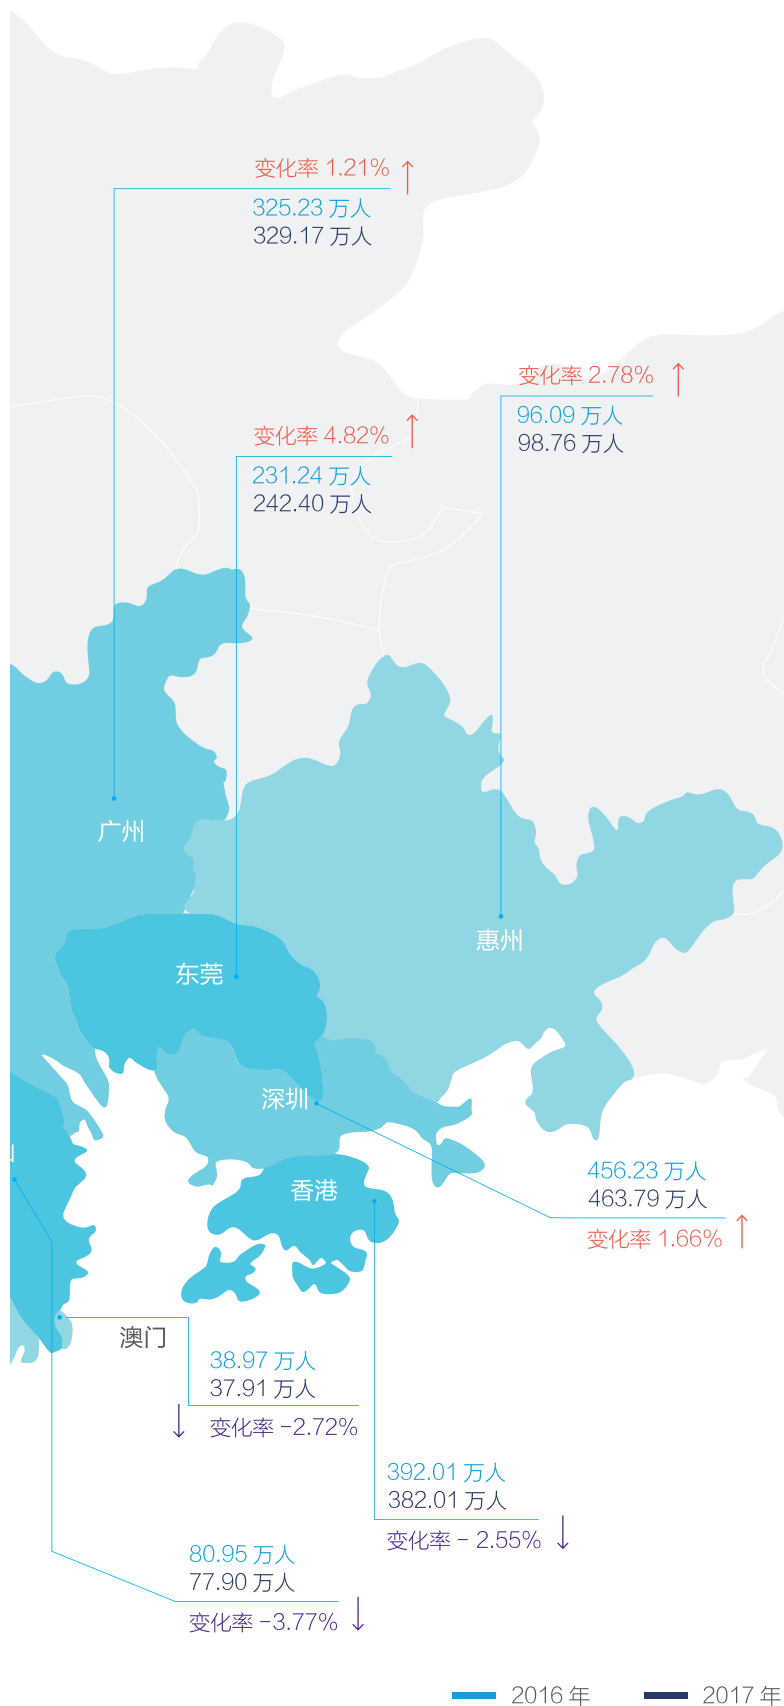 变化率 1.21%
325.23 万人
329.17 万人
变化率 2.78%
96.09 万人
98.76 万人
变化率 4.82%
231.24 万人
242.40 万人
广州
惠州
东莞
深圳
456.23 万人
463.79 万人
变化率 1.66%
香港
澳门
38.97 万人
37.91 万人
变化率 -2.72%
392.01 万人
382.01 万人
变化率 - 2.55%
80.95 万人
77.90 万人
变化率 -3.77%
2016 年
2017 年